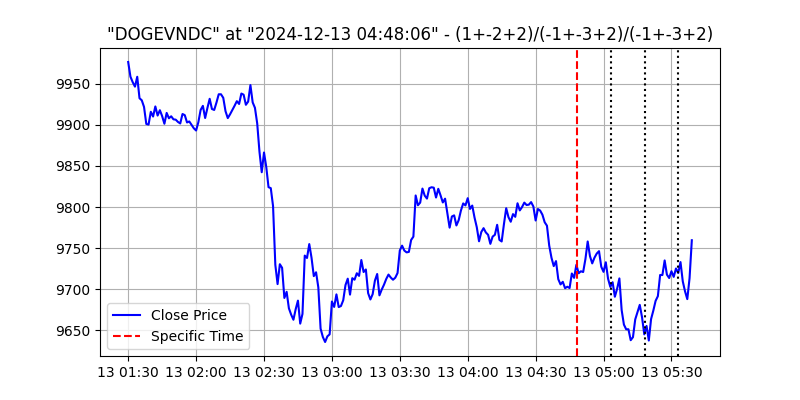 "DOGEVNDC" at "2024-12-13 04:48:06" - (1+-2+2)/(-1+-3+2)/(-1+-3+2)
9950
9900
9850
9800
9750
9700
9650
Close Price
Specific Time
13 01:30 13 02:00 13 02:30 13 03:00 13 03:30 13 04:00 13 04:30 13 05:00 13 05:30